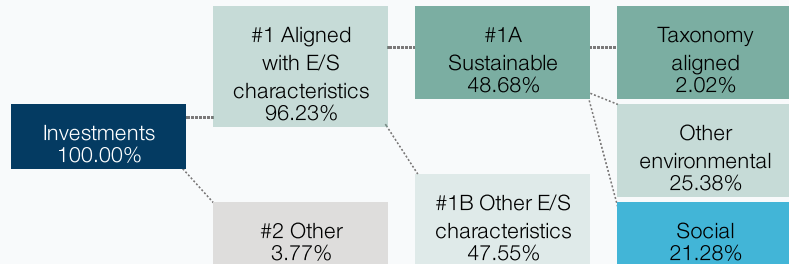 Investments
100.00%
#1 Aligned
with E/S
characteristics
96.23%
#2 Other
3.77%
#1A
Sustainable
48.68%
#1B Other E/S
characteristics
47.55%
Taxonomy
aligned
2.02%
Other
environmental
25.38%
Social
21.28%